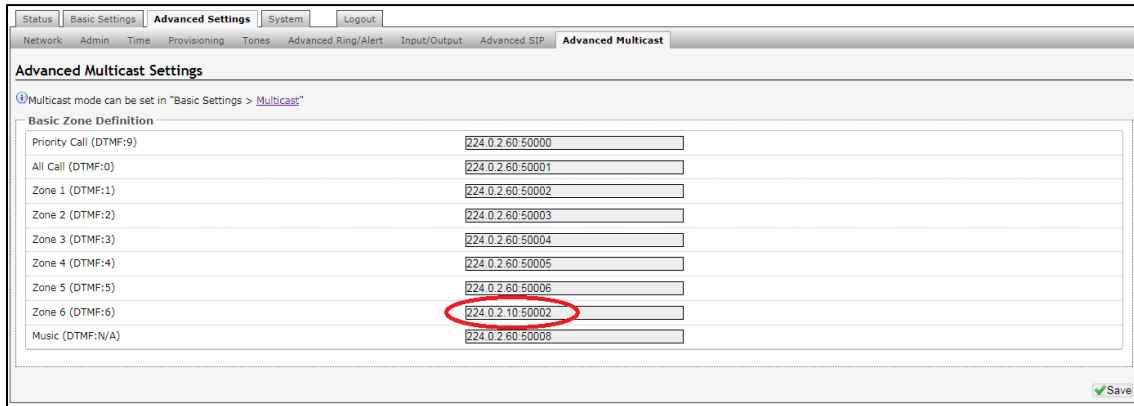 Status Basic Settings Advanced Settings System Logout
Network Admin Time Provisioning Tones Advanced Ring/Alert Input/Output Advanced SIP Advanced Multicast
Advanced Multicast Settings
Multicast mode can be set in "Basic Settings > Multicast"
Basic Zone Definition
Priority Call (DTMF:9) 224.0.2.60:50000
All Call (DTMF:0) 224.0.2.60:50001
Zone 1 (DTMF:1) 224.0.2.60:50002
Zone 2 (DTMF:2) 224.0.2.60:50003
Zone 3 (DTMF:3) 224.0.2.60:50004
Zone 4 (DTMF:4) 224.0.2.60:50005
Zone 5 (DTMF:5) 224.0.2.60:50006
Zone 6 (DTMF:6) 224.0.2.10:50002
Music (DTMF:N/A) 224.0.2.60:50008
Save